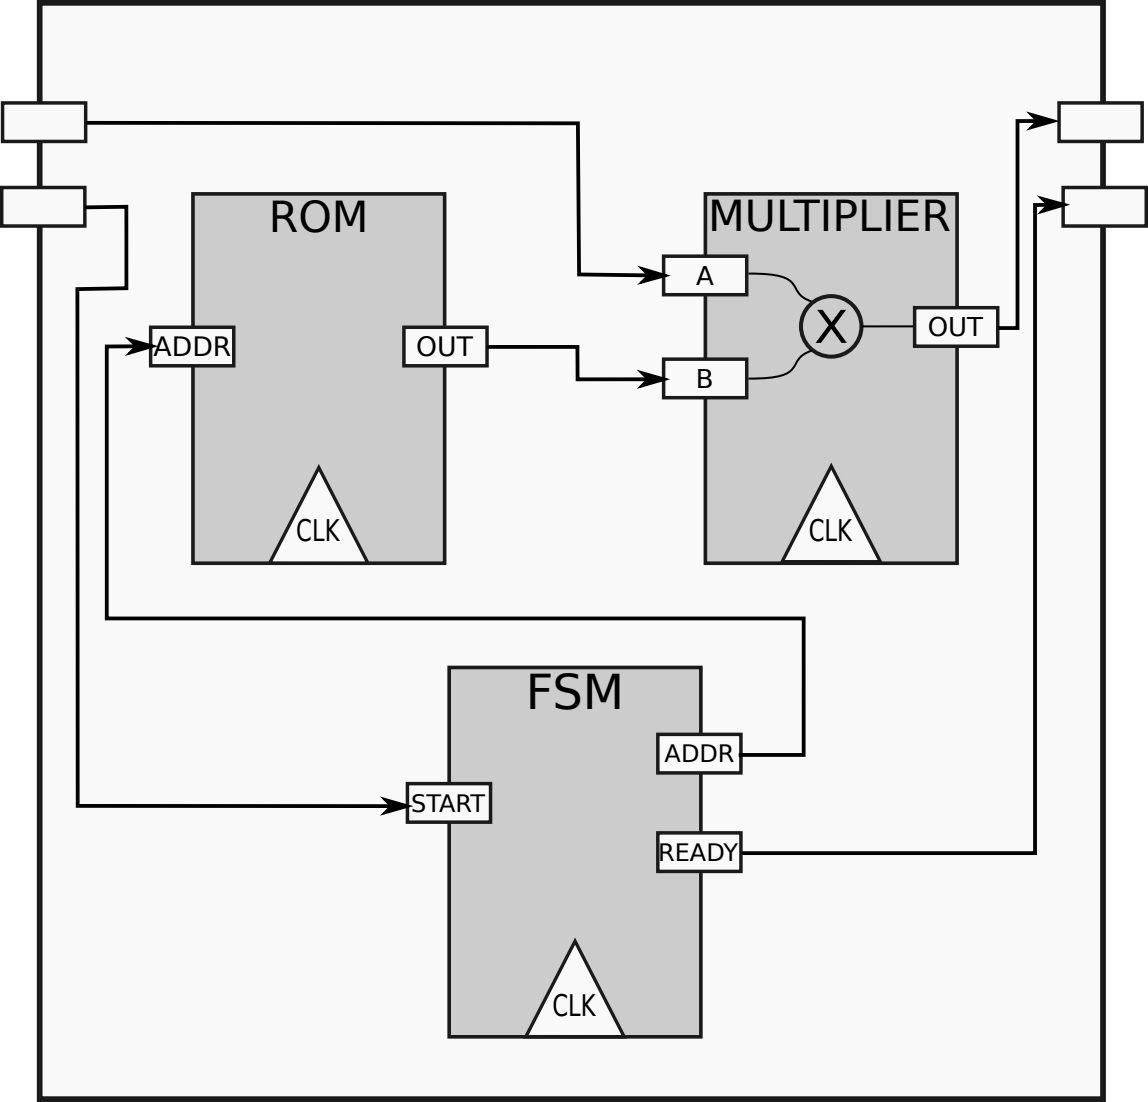 ROM
MULTIPLIER
A
OUT
ADDR
OUT
B
X
CLK
CLK
FSM
ADDR
START
READY
CLK